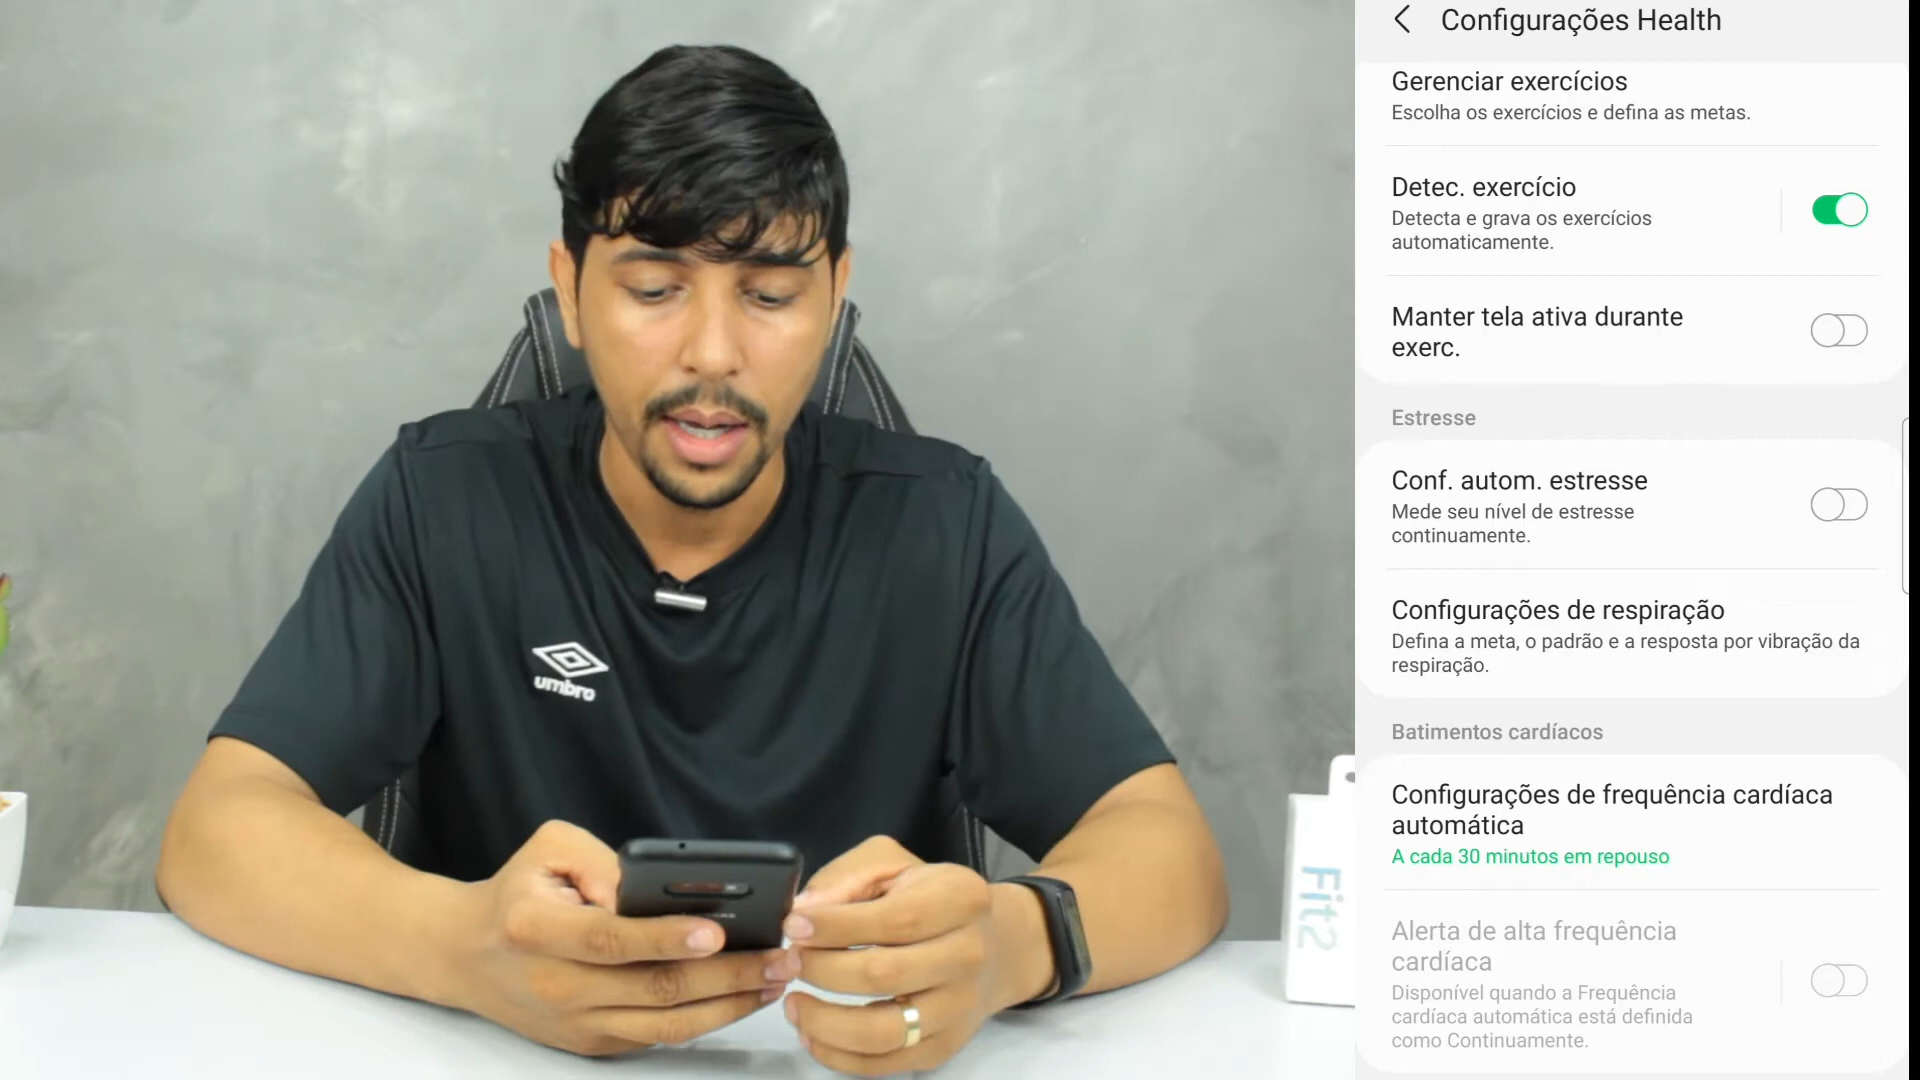 Configurações Health
Gerenciar exercícios
Escolha os exercícios e defina as metas.
Detec. exercício
Detecta e grava os exercícios
automaticamente.
Manter tela ativa durante
exerc.
Estresse
Conf. autom. estresse
Mede seu nível de estresse
continuamente.
Configurações de respiração
Defina a meta, o padrão e a resposta por vibração da
respiração.
Batimentos cardíacos
Configurações de frequência cardíaca
automática
A cada 30 minutos em repouso
Alerta de alta frequência
cardíaca
Disponível quando a Frequência
cardíaca automática está definida
como Continuamente.
umbro
Fit2